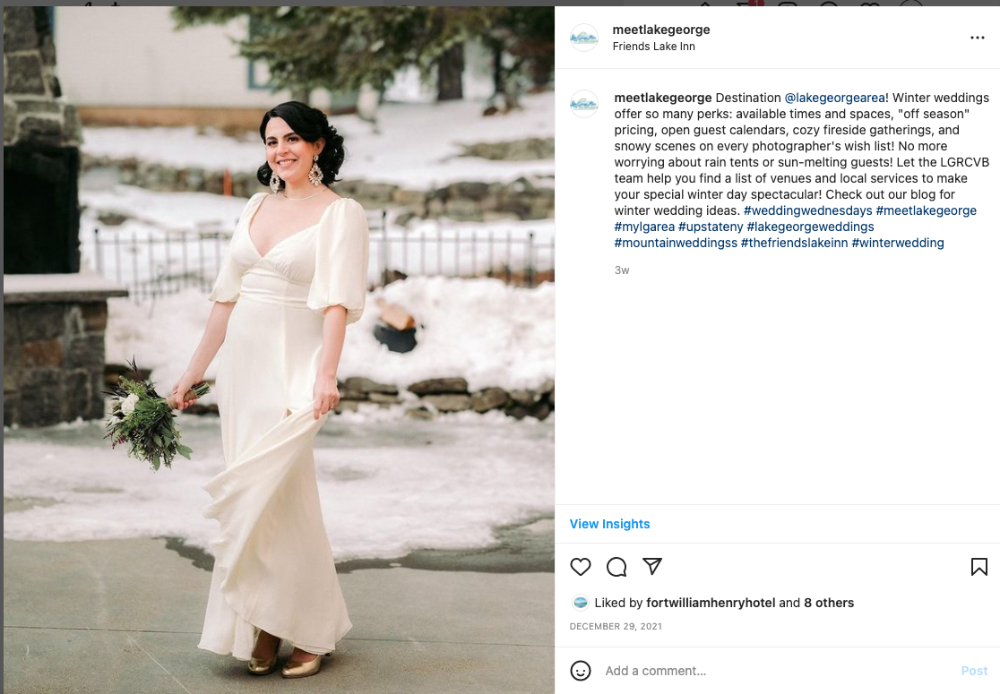 1
meetlakegeorge
Friends Lake Inn
meetlakegeorge Destination @lakegeorgearea! Winter weddings
offer so many perks: available times and spaces, "off season"
pricing, open guest calendars, cozy fireside gatherings, and
snowy scenes on every photographer's wish list! No more
worrying about rain tents or sun-melting guests! Let the LGRCVB
team help you find a list of venues and local services to make
your special winter day spectacular! Check out our blog for
winter wedding ideas. #weddingwednesdays #meetlakegeorge
#mylgarea #upstateny #lakegeorgeweddings
#mountainweddingss #thefriendslakeinn #winterwedding
3w
View Insights
Liked by fortwilliamhenryhotel and 8 others
DECEMBER 29, 2021
Add a comment...
Post